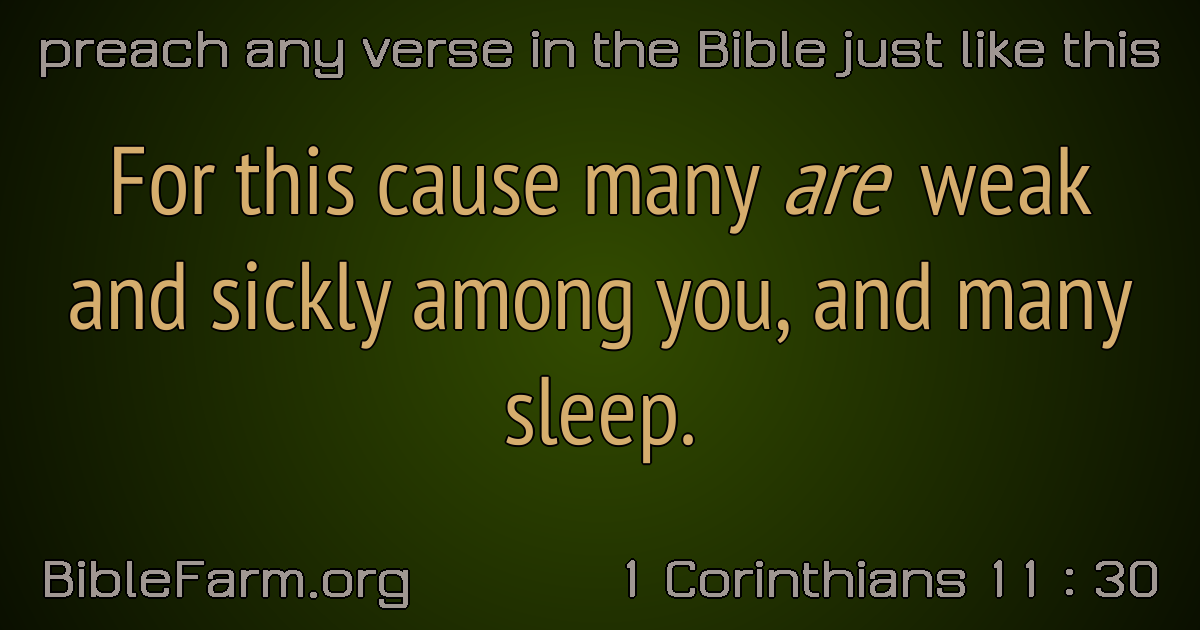 preach any verse in the Bible just like this
For this cause many are weak
and sickly among you, and many
sleep.
BibleFarm.org
1 Corinthians 11 : 30